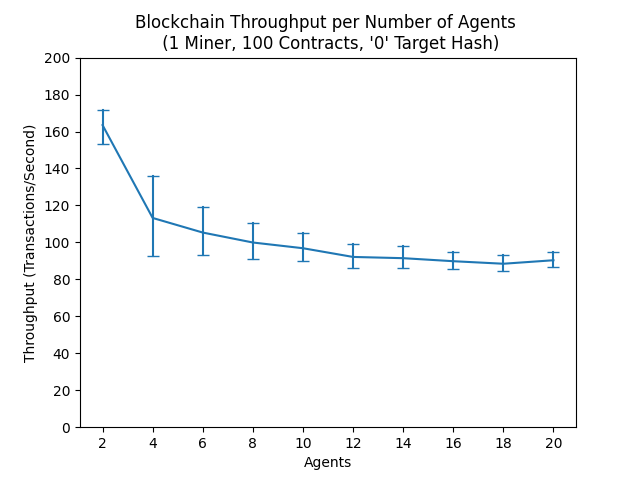 Blockchain Throughput per Number of Agents
(1 Miner, 100 Contracts, '0' Target Hash)
Throughput (Transactions/Second)
200
180
160
140
120
100
80
60
40
20
0
2 4 6 8 10 12 14 16 18 20
Agents